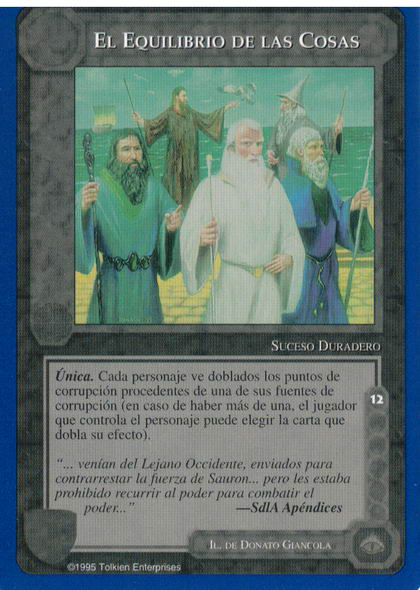 El Equilibrio de las Cosas
Suceso Duradero
Única. Cada personaje ve doblados los puntos de
corrupción procedentes de una de sus fuentes de
corrupción (en caso de haber más de una, el jugador
que controla el personaje puede elegir la carta que
dobla su efecto).
12
“... venían del Lejano Occidente, enviados para
contrarrestar la fuerza de Sauron... pero les estaba
prohibido recurrir al poder para combatir el
poder...” —SdlA Apéndices
Il. de Donato Giancola
©1995 Tolkien Enterprises